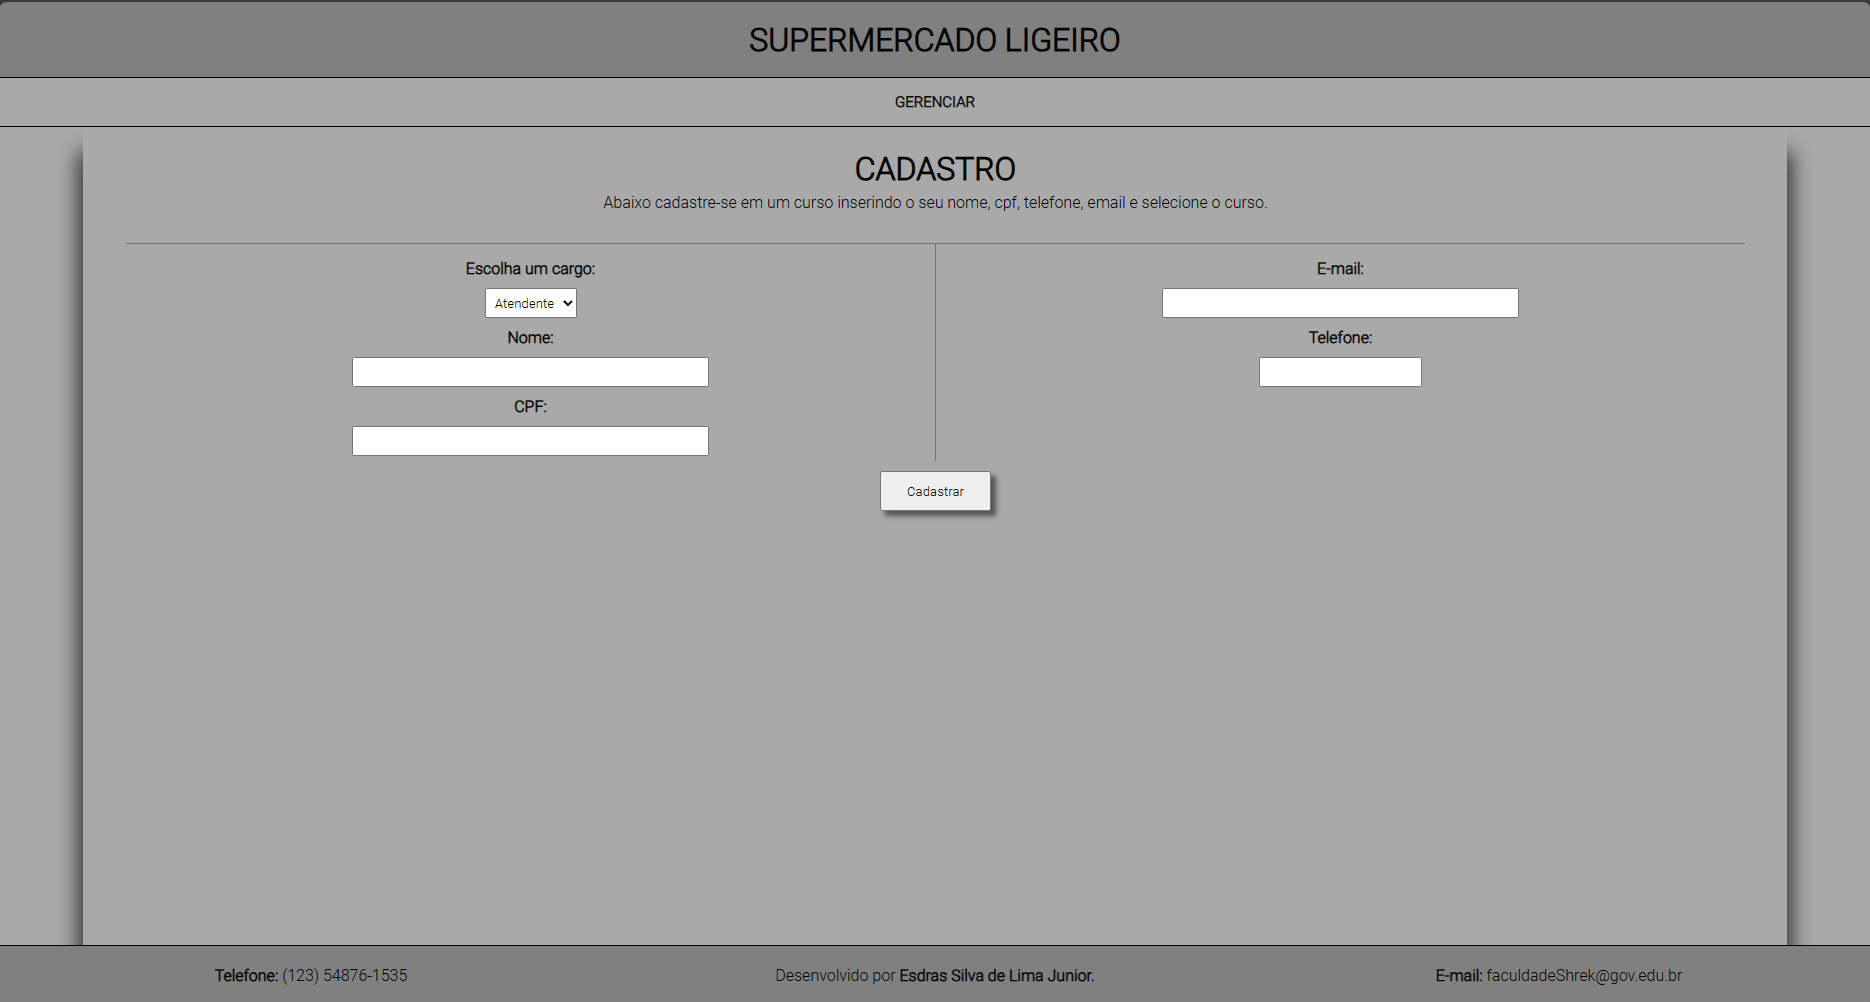 SUPERMERCADO LIGEIRO
GERENCIAR
CADASTRO
Abaixo cadastre-se em um curso inserindo o seu nome, cpf, telefone, email e selecione o curso.
Escolha um cargo:
Atendente
Nome:
CPF:
E-mail:
Telefone:
Cadastrar
Telefone: (123) 54876-1535
Desenvolvido por Esdras Silva de Lima Junior.
E-mail: faculdadeShrek@gov.edu.br